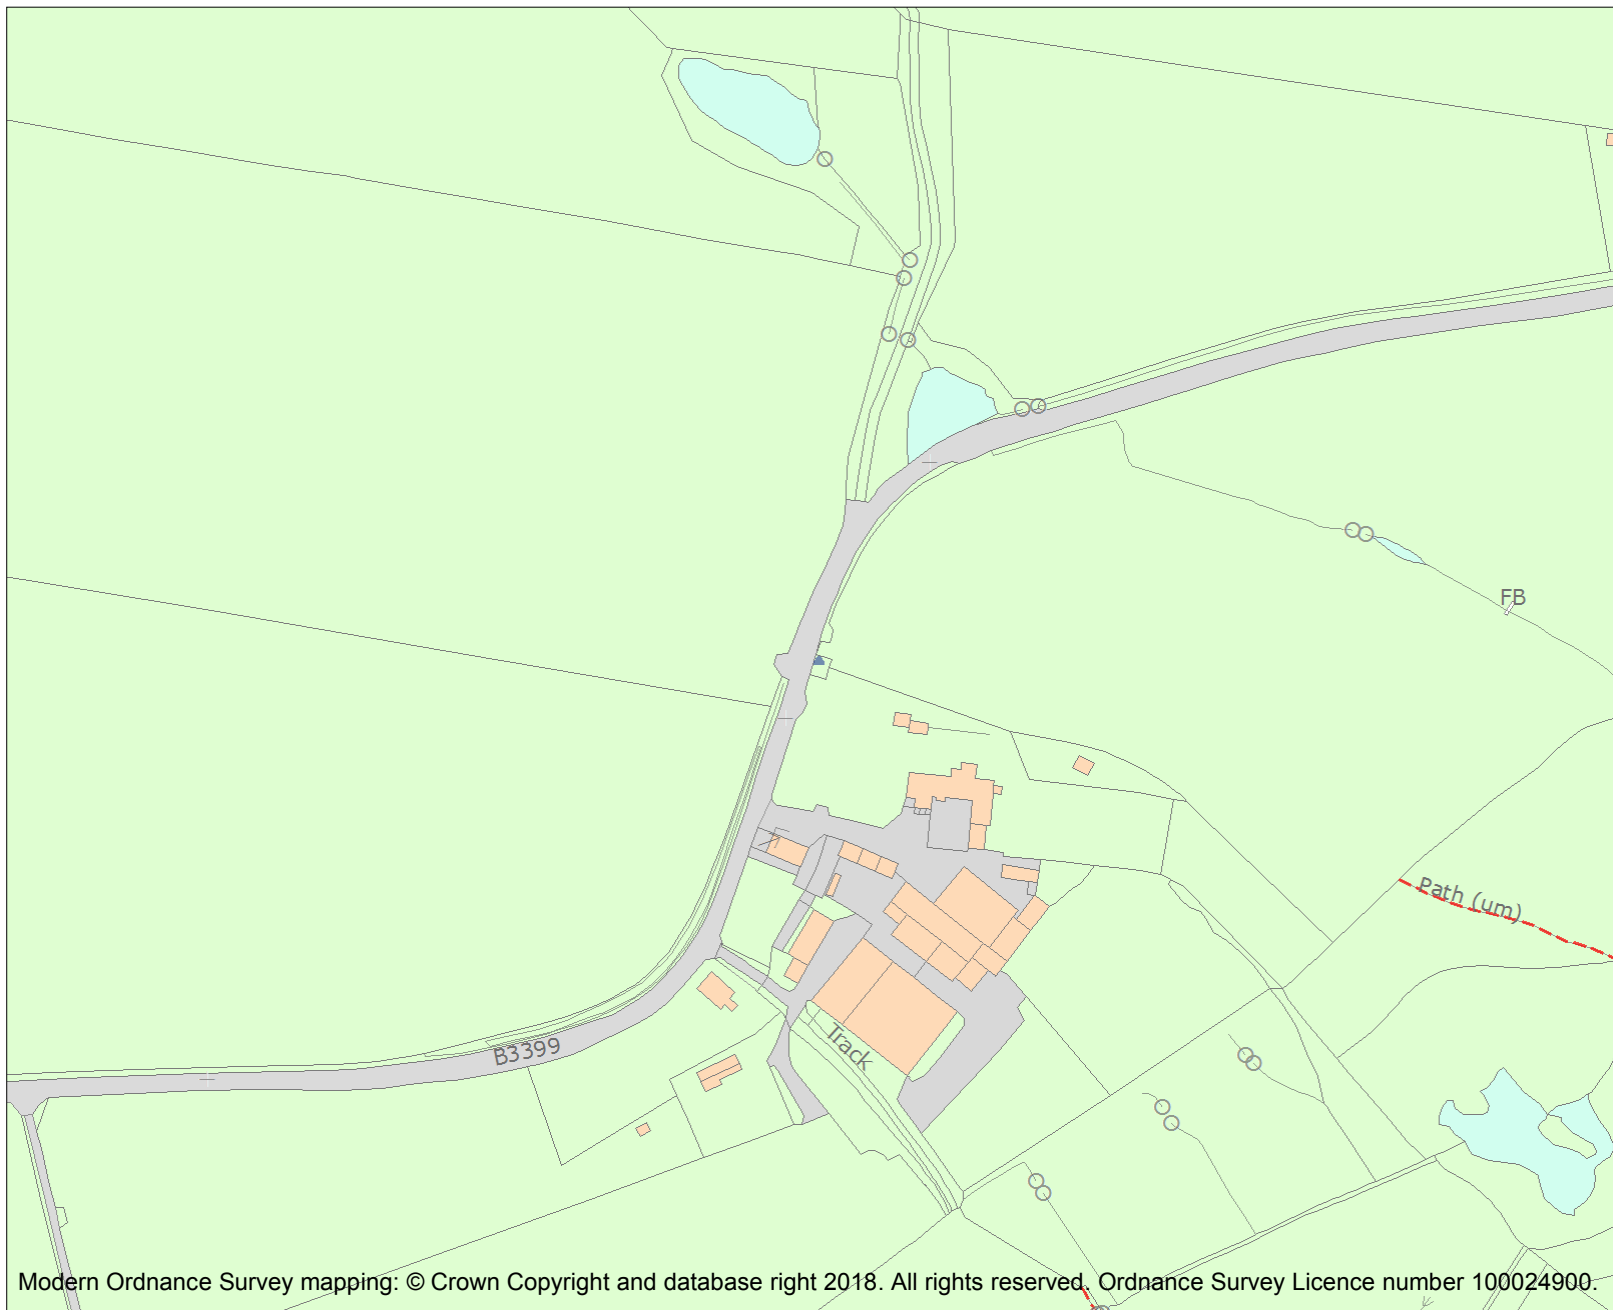 FB
Path (um)
B3399
Track
Modern Ordnance Survey mapping: © Crown Copyright and database right 2018. All rights reserved. Ordnance Survey Licence number 100024900.